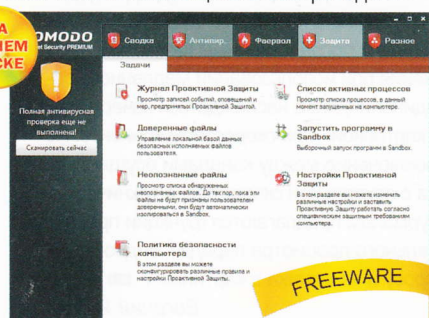 А
НЕМ
СКЕ
OMODO
et Security PREMIUM
Сводка
Антивир.
Фаервол
Защита
Разное
Задачи
Полная антивирусная
проверка еще не
выполнена!
Сканировать сейчас
Журнал Проактивной Защиты
Просмотр записей событий, оповещений и
мер, предпринятых Проактивной Защитой.
Доверенные файлы
Управление локальной базой данных
безопасных исполняемых файлов
пользователя.
Неопознанные файлы
Просмотр списка обнаруженных
неопознанных файлов. До тех пор, пока эти
файлы не будут признаны пользователем
доверенными, они будут автоматически
изолироваться в Sandbox.
Политика безопасности
компьютера
В этом разделе вы можете
сконфигурировать различные правила и
настройки Проактивной Защиты.
Список активных процессов
Просмотр списка процессов, в данный
момент запущенных на компьютере.
Запустить программу в
Sandbox
Выборочный запуск программ в Sandbox.
Настройки Проактивной
Защиты
В этом разделе вы можете изменить
различные настройки и заставить
Проактивную Защиту работать согласно
специфическим защитным требованиям
компьютера.
FREEWARE